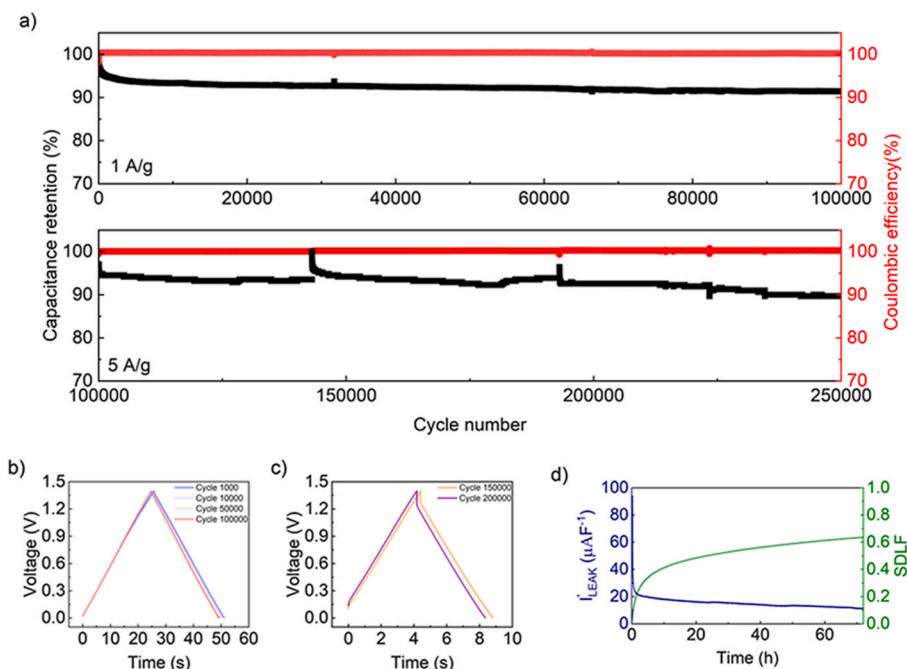 a)
100
90
80
70
1 A/g
0
20000
40000
60000
80000
100000
100
90
80
70
100
90
80
70
5 A/g
100000
150000
200000
250000
100
90
80
70
Capacitance retention (%)
Coulombic efficiency(%)
Cycle number
b)
1.5
1.2
0.9
0.6
0.3
0.0
Voltage (V)
Cycle 1000
Cycle 10000
Cycle 50000
Cycle 100000
0 10 20 30 40 50 60
Time (s)
c)
1.5
1.2
0.9
0.6
0.3
0.0
Voltage (V)
Cycle 150000
Cycle 200000
0 2 4 6 8 10
Time (s)
d)
100
80
60
40
20
0
I'LEAK (µAF⁻¹)
1.0
0.8
0.6
0.4
0.2
0.0
SDLF
0 20 40 60
Time (h)